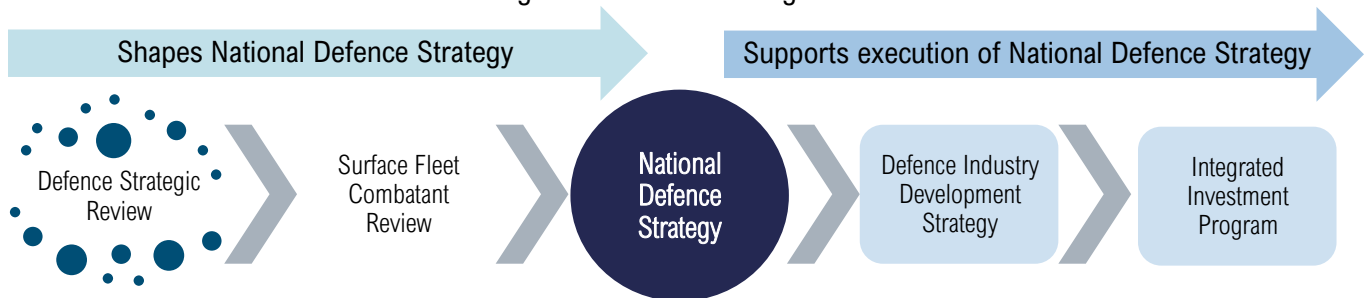 Shapes National Defence Strategy
Supports execution of National Defence Strategy
Defence Strategic
Review
Surface Fleet
Combatant
Review
National
Defence
Strategy
Defence Industry
Development
Strategy
Integrated
Investment
Program